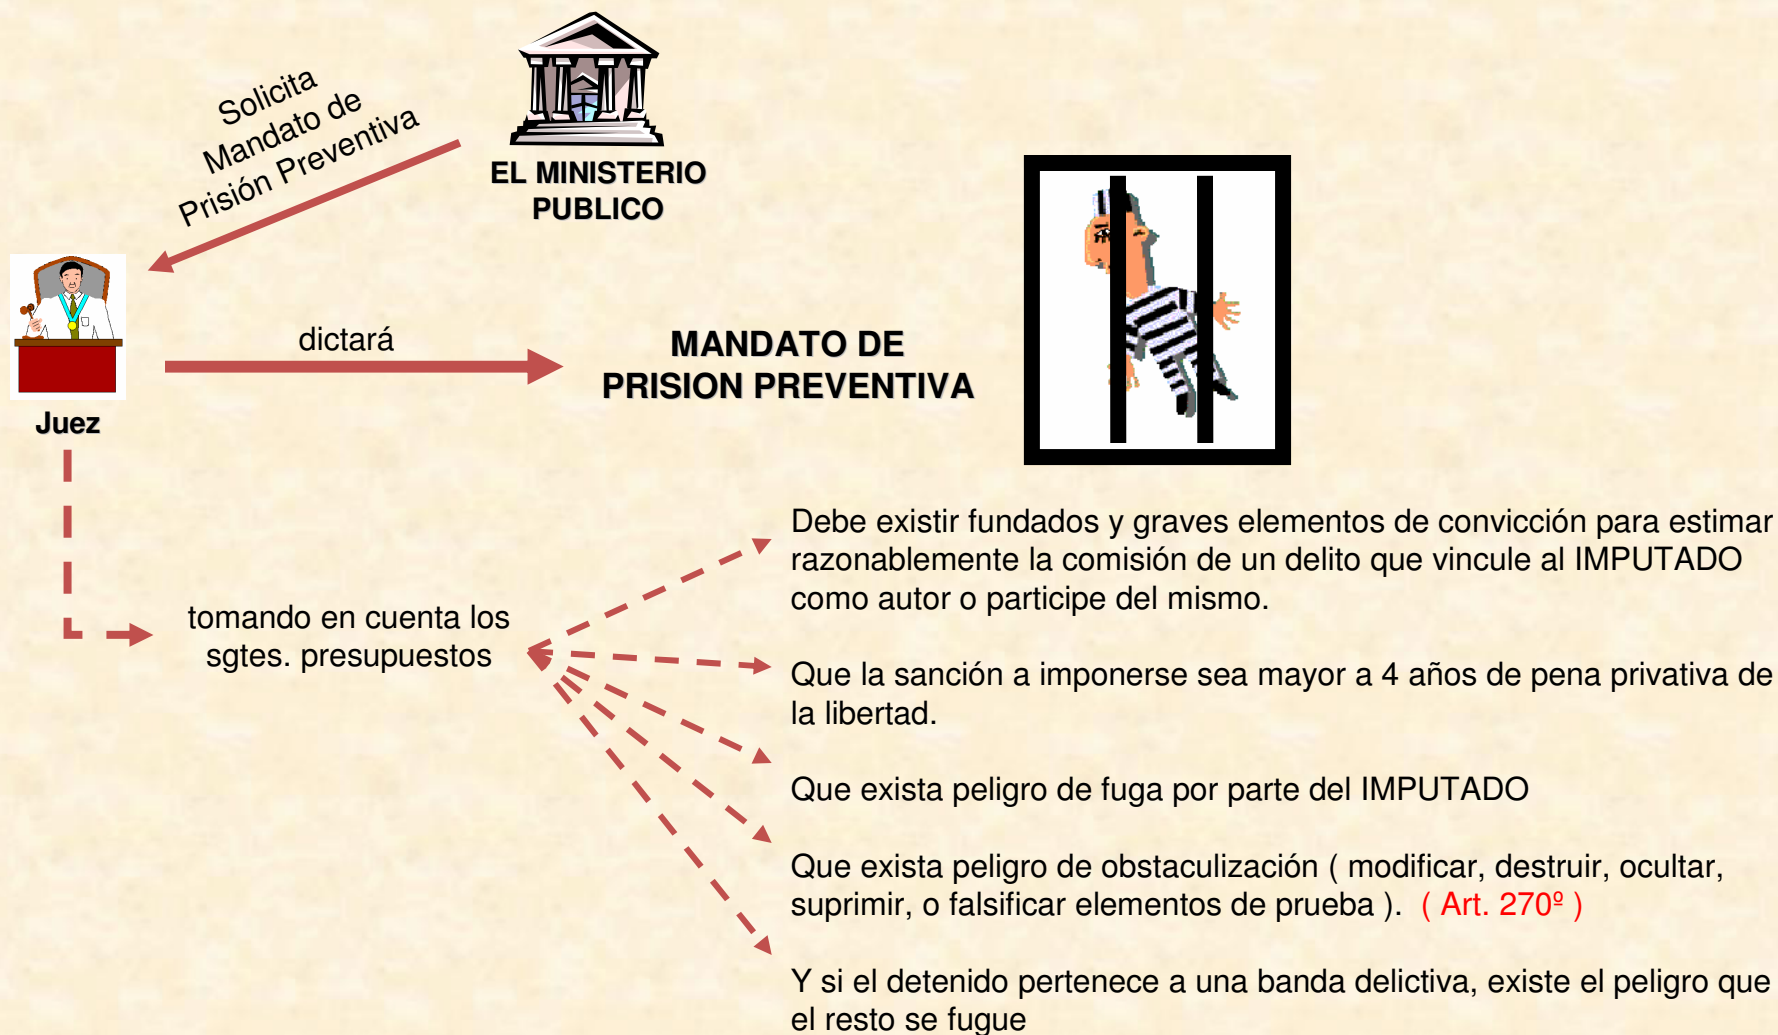 Solicita
Mandato de
Prisión Preventiva
EL MINISTERIO
PUBLICO
dictará
MANDATO DE
PRISION PREVENTIVA
Juez
tomando en cuenta los
sgtes. presupuestos
Debe existir fundados y graves elementos de convicción para estimar
razonablemente la comisión de un delito que vincule al IMPUTADO
como autor o participe del mismo.
Que la sanción a imponerse sea mayor a 4 años de pena privativa de
la libertad.
Que exista peligro de fuga por parte del IMPUTADO
Que exista peligro de obstaculización ( modificar, destruir, ocultar,
suprimir, o falsificar elementos de prueba ). ( Art. 270º )
Y si el detenido pertenece a una banda delictiva, existe el peligro que
el resto se fugue